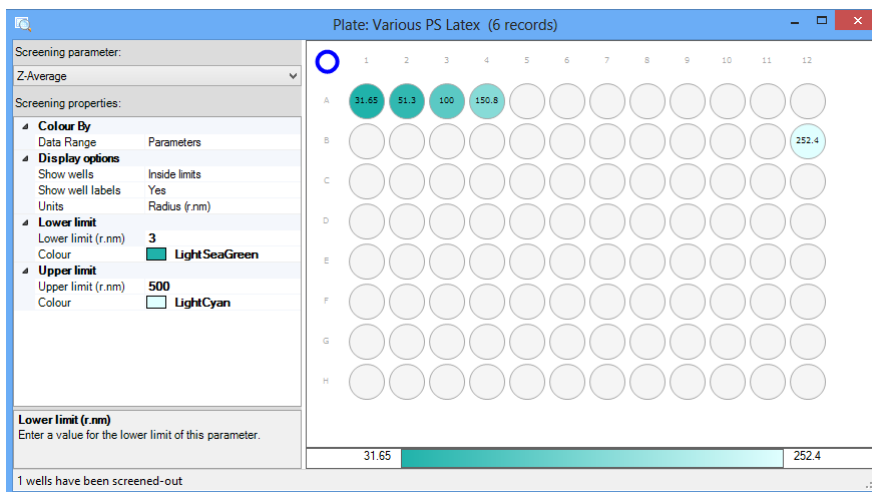 Plate: Various PS Latex (6 records)
Screening parameter:
Z-Average
Screening properties:
Colour By
Data Range Parameters
Display options
Show wells Inside limits
Show well labels Yes
Units Radius (r.nm)
Lower limit
Lower limit (r.nm) 3
Colour LightSeaGreen
Upper limit
Upper limit (r.nm) 500
Colour LightCyan
Lower limit (r.nm)
Enter a value for the lower limit of this parameter.
1 2 3 4 5 6 7 8 9 10 11 12
A 31.65 51.3 100 150.8
B 252.4
C
D
E
F
G
H
31.65 252.4
1 wells have been screened-out